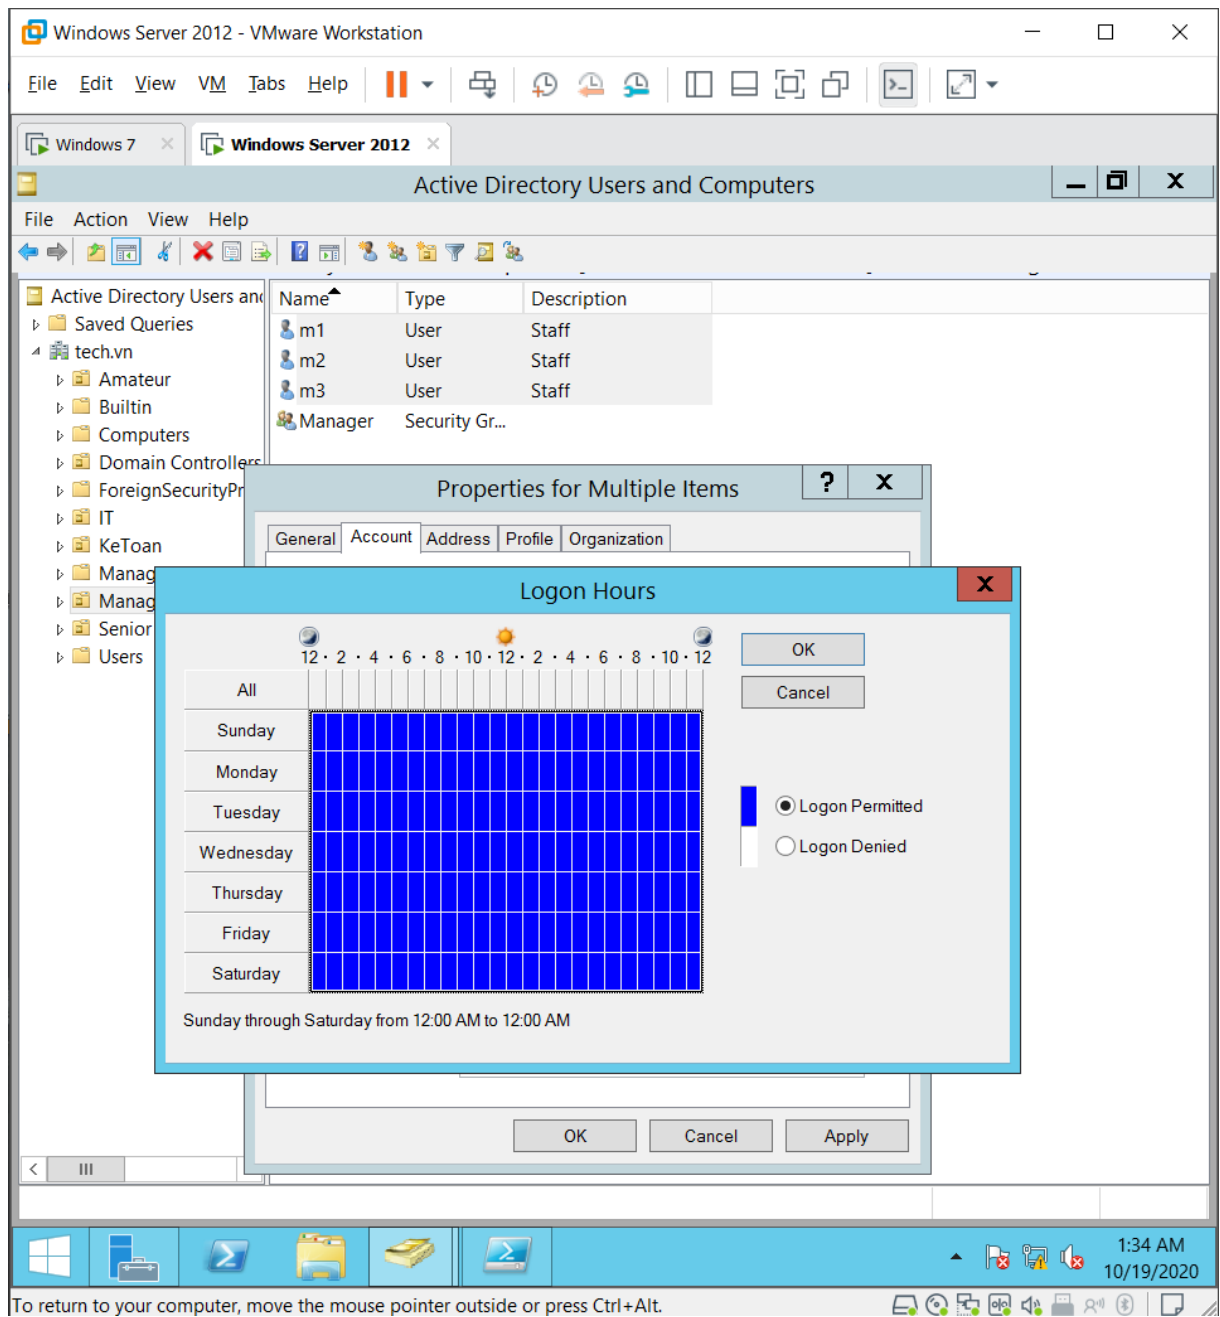 Windows Server 2012 - VMware Workstation
File Edit View VM Tabs Help
Windows 7
Windows Server 2012
Active Directory Users and Computers
File Action View Help
Active Directory Users and
Name Type Description
Saved Queries
m1 User Staff
tech.vn
m2 User Staff
Amateur
m3 User Staff
Builtin
Manager Security Gr...
Computers
Domain Controllers
ForeignSecurityPr
IT
KeToan
Manag
Manag
Senior
Users
Properties for Multiple Items
General Account Address Profile Organization
Logon Hours
12 · 2 · 4 · 6 · 8 · 10 · 12 · 2 · 4 · 6 · 8 · 10 · 12
All
Sunday
Monday
Tuesday
Wednesday
Thursday
Friday
Saturday
OK
Cancel
Logon Permitted
Logon Denied
Sunday through Saturday from 12:00 AM to 12:00 AM
OK Cancel Apply
1:34 AM
10/19/2020
To return to your computer, move the mouse pointer outside or press Ctrl+Alt.